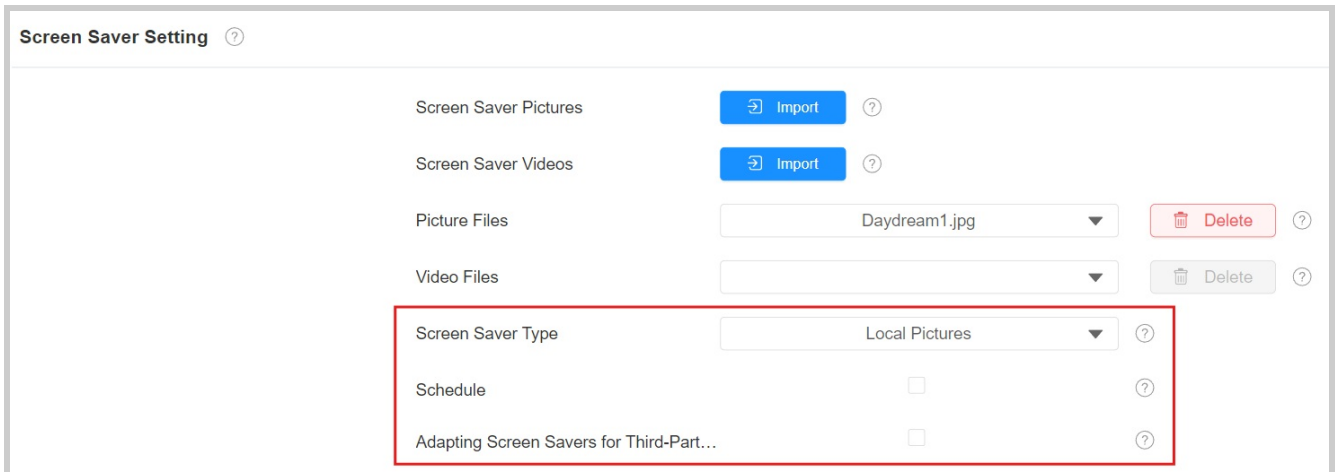 Screen Saver Setting ?
Screen Saver Pictures Import ?
Screen Saver Videos Import ?
Picture Files Daydream1.jpg Delete ?
Video Files Delete ?
Screen Saver Type Local Pictures ?
Schedule ?
Adapting Screen Savers for Third-Part... ?